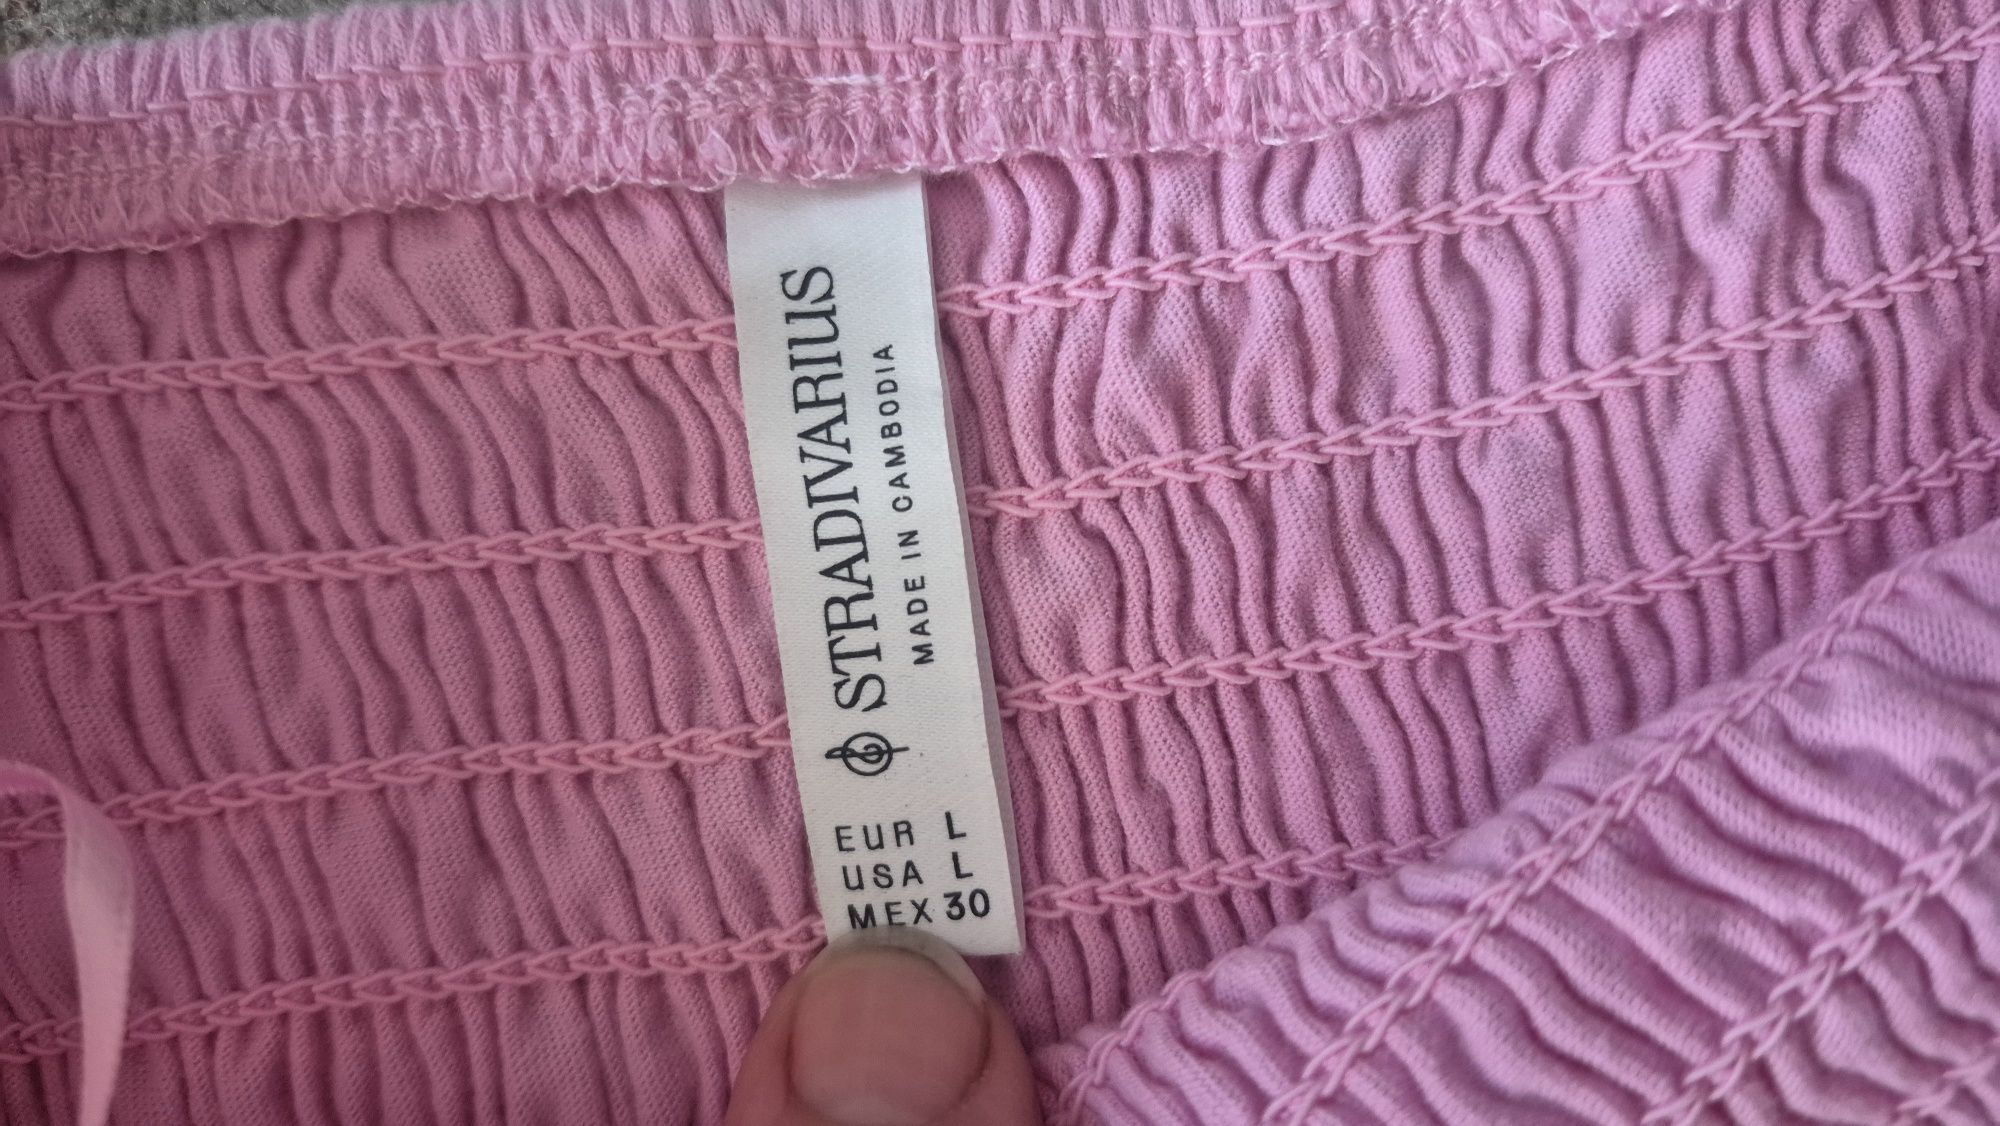 STRADIVARIUS
MADE IN CAMBODIA
EUR L
USA L
MEX 30